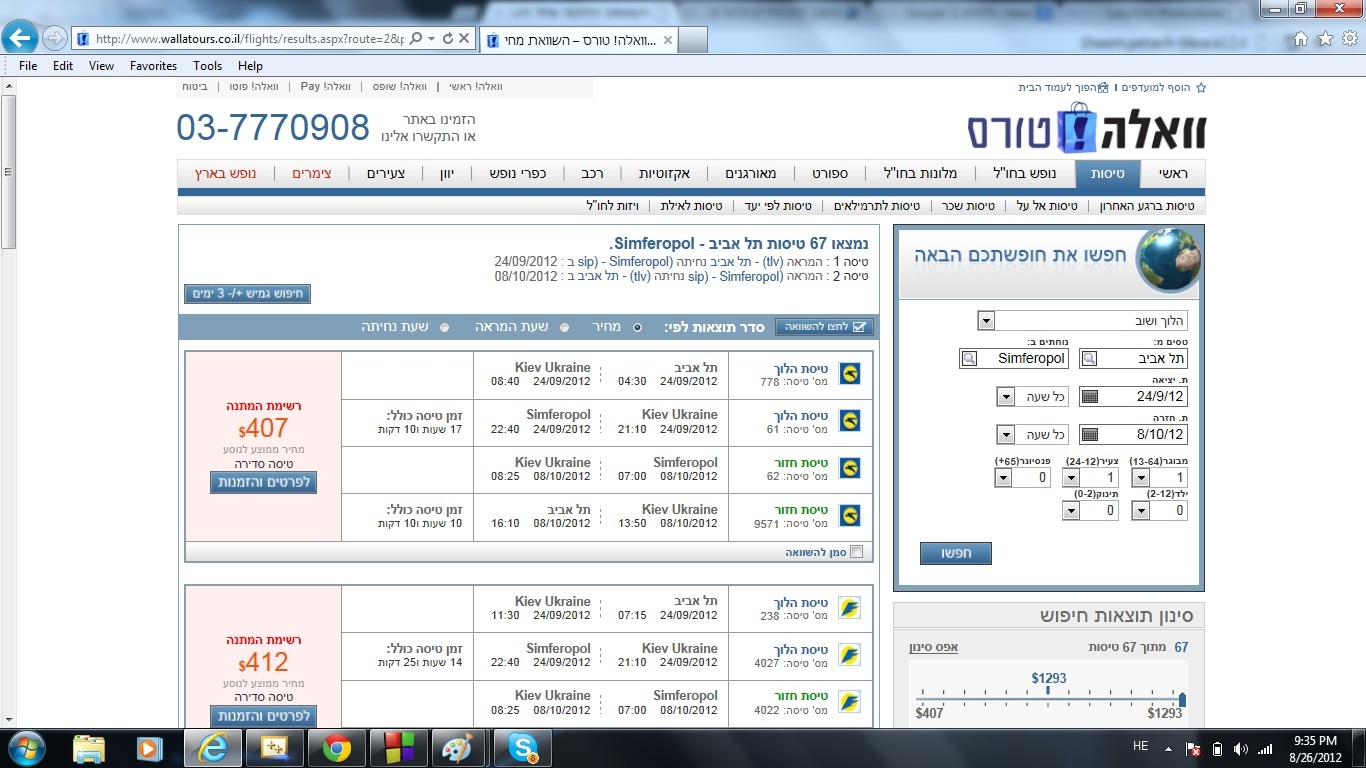 http://www.wallatours.co.il/flights/results.aspx?route=2&p
וואלה! טורס – השוואת מחי...
File Edit View Favorites Tools Help
הוסף למועדפים | הפוך לעמוד הבית
וואלה! ראשי | וואלה! שופס | וואלה! Pay | וואלה! פוטו | ביטוח
וואלה! טורס
הזמינו באתר
או התקשרו אלינו
03-7770908
ראשי | טיסות | נופש בחו"ל | מלונות בחו"ל | ספורט | מאורגנים | אקזוטיות | רכב | כפרי נופש | יוון | צעירים | צימרים | נופש בארץ
טיסות ברגע האחרון | טיסות אל על | טיסות שכר | טיסות לתרמילאים | טיסות לפי יעד | טיסות לאילת | ויזות לחו"ל
חפשו את חופשתכם הבאה
הלוך ושוב
טסים מ: נוחתים ב:
תל אביב Simferopol
ת. יציאה
24/9/12 כל שעה
ת. חזרה
8/10/12 כל שעה
מבוגר(13-64) צעיר(12-24) פנסיונר(65+)
1 1 0
ילד(2-12) תינוק(0-2)
0 0
חפשו
סינון תוצאות חיפוש
67 מתוך 67 טיסות אפס סינון
$1293
$407 $1293
נמצאו 67 טיסות תל אביב - Simferopol.
טיסה 1 : המראה (tlv) - תל אביב נחיתה (sip) - Simferopol ב : 24/09/2012
טיסה 2 : המראה (sip) - Simferopol נחיתה (tlv) - תל אביב ב : 08/10/2012
חיפוש גמיש +/- 3 ימים
לחצו להשוואה סדר תוצאות לפי: מחיר שעת המראה שעת נחיתה
טיסת הלוך תל אביב Kiev Ukraine
מס' טיסה: 778 24/09/2012 04:30 24/09/2012 08:40
טיסת הלוך Kiev Ukraine Simferopol זמן טיסה כולל:
מס' טיסה: 61 24/09/2012 21:10 24/09/2012 22:40 17 שעות ו10 דקות
טיסת חזור Simferopol Kiev Ukraine
מס' טיסה: 62 08/10/2012 07:00 08/10/2012 08:25
טיסת חזור Kiev Ukraine תל אביב זמן טיסה כולל:
מס' טיסה: 9571 08/10/2012 13:50 08/10/2012 16:10 10 שעות ו10 דקות
רשימת המתנה
$407
מחיר ממוצע לנוסע
טיסה סדירה
לפרטים והזמנות
סמן להשוואה
טיסת הלוך תל אביב Kiev Ukraine
מס' טיסה: 238 24/09/2012 07:15 24/09/2012 11:30
טיסת הלוך Kiev Ukraine Simferopol זמן טיסה כולל:
מס' טיסה: 4027 24/09/2012 21:10 24/09/2012 22:40 14 שעות ו25 דקות
טיסת חזור Simferopol Kiev Ukraine
מס' טיסה: 4022 08/10/2012 07:00 08/10/2012 08:25
רשימת המתנה
$412
מחיר ממוצע לנוסע
טיסה סדירה
לפרטים והזמנות
HE
9:35 PM
8/26/2012